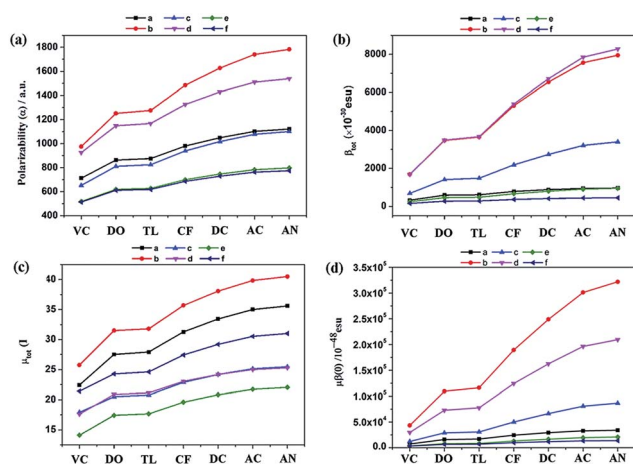 (a)
a c e
b d f
Polarizability (α) / a.u.
1800
1600
1400
1200
1000
800
600
400
VC DO TL CF DC AC AN
(b)
a c e
b d f
βtot (×10⁻³⁰esu)
8000
6000
4000
2000
0
VC DO TL CF DC AC AN
(c)
a c e
b d f
μtot (I
40
35
30
25
20
15
VC DO TL CF DC AC AN
(d)
a c e
b d f
μβ(0) /10⁻⁴⁸esu
3.5x10⁵
3.0x10⁵
2.5x10⁵
2.0x10⁵
1.5x10⁵
1.0x10⁵
5.0x10⁴
0.0
VC DO TL CF DC AC AN